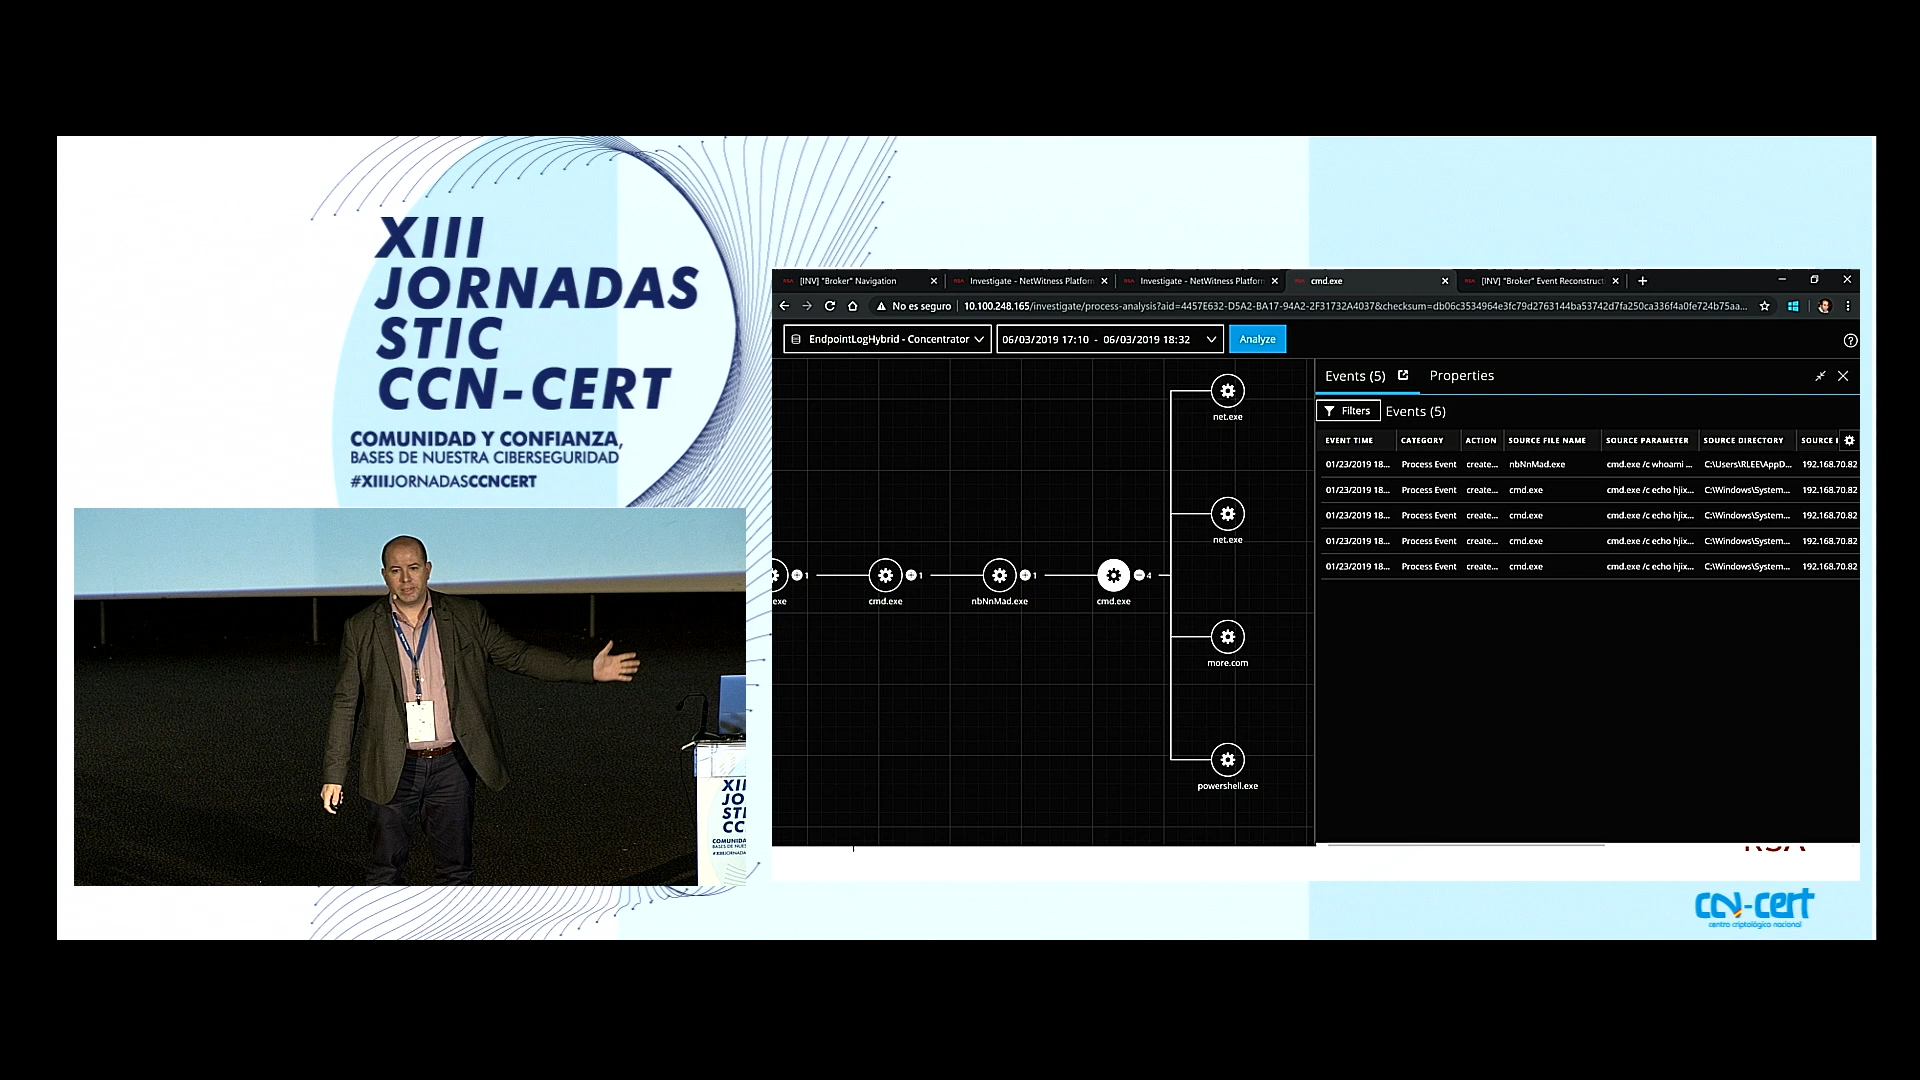 XIII
JORNADAS
STIC
CCN-CERT
COMUNIDAD Y CONFIANZA,
BASES DE NUESTRA CIBERSEGURIDAD
#XIIIJORNADASCCNCERT
[INV] "Broker" Navigation
Investigate - NetWitness Platform
Investigate - NetWitness Platform
cmd.exe
[INV] "Broker" Event Reconstructi
No es seguro
10.100.248.165/investigate/process-analysis?aid=4457E632-D5A2-BA17-94A2-2F31732A4037&checksum=db06c3534964e3fc79d2763144ba53742d7fa250ca336f4a0fe724b75aa...
EndpointLogHybrid - Concentrator
06/03/2019 17:10 - 06/03/2019 18:32
Analyze
net.exe
net.exe
exe
1
cmd.exe
1
nbNnMad.exe
1
cmd.exe
4
more.com
powershell.exe
Events (5)
Properties
Filters
Events (5)
EVENT TIME CATEGORY ACTION SOURCE FILE NAME SOURCE PARAMETER SOURCE DIRECTORY SOURCE I
01/23/2019 18... Process Event create... nbNnMad.exe cmd.exe /c whoami ... C:\Users\RLEE\AppD... 192.168.70.82
01/23/2019 18... Process Event create... cmd.exe cmd.exe /c echo hjix... C:\Windows\System... 192.168.70.82
01/23/2019 18... Process Event create... cmd.exe cmd.exe /c echo hjix... C:\Windows\System... 192.168.70.82
01/23/2019 18... Process Event create... cmd.exe cmd.exe /c echo hjix... C:\Windows\System... 192.168.70.82
01/23/2019 18... Process Event create... cmd.exe cmd.exe /c echo hjix... C:\Windows\System... 192.168.70.82
RSA
XII
JO
STI
CC
COMUNIDA
ccn-cert
centro criptológico nacional